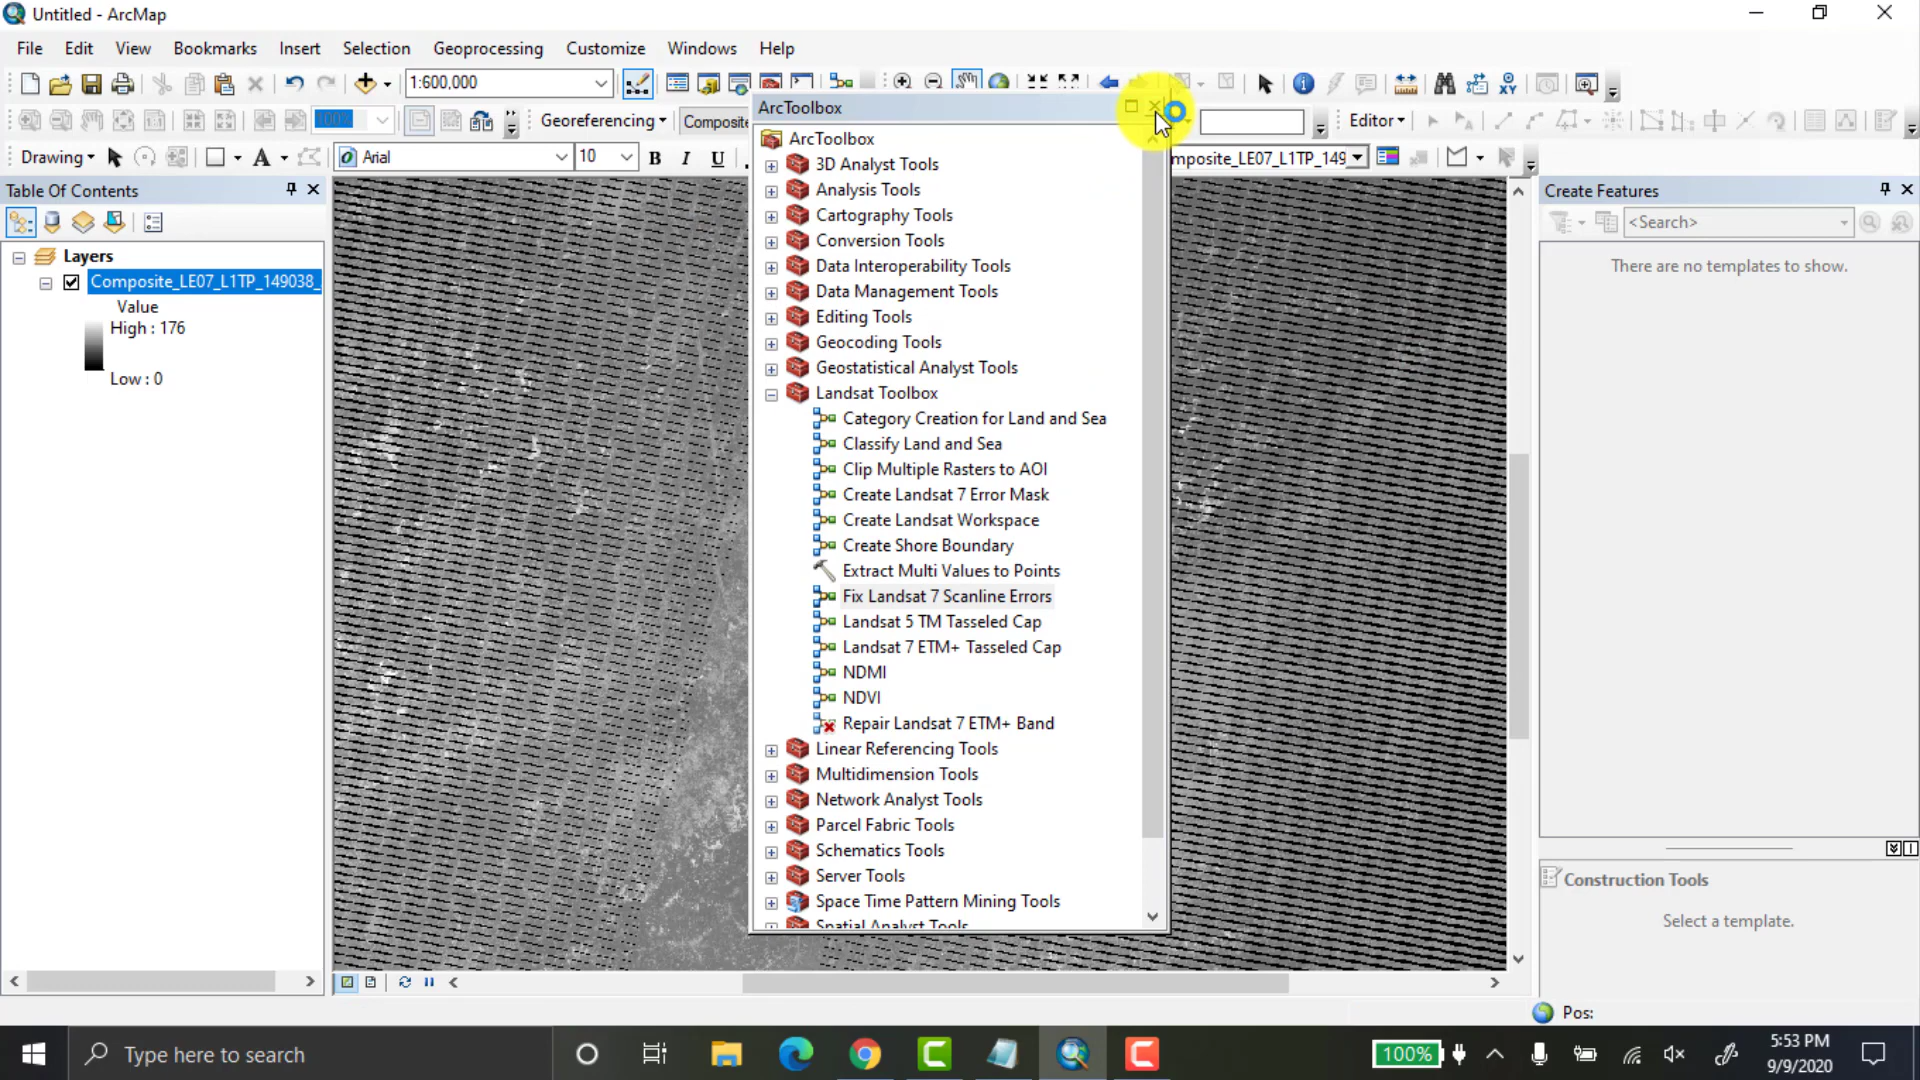 Untitled - ArcMap
File Edit View Bookmarks Insert Selection Geoprocessing Customize Windows Help
1:600,000
100% Georeferencing Composite Editor
Drawing Arial 10 B I U mposite_LE07_L1TP_149
Table Of Contents
Layers
Composite_LE07_L1TP_149038_
Value
High : 176
Low : 0
ArcToolbox
ArcToolbox
3D Analyst Tools
Analysis Tools
Cartography Tools
Conversion Tools
Data Interoperability Tools
Data Management Tools
Editing Tools
Geocoding Tools
Geostatistical Analyst Tools
Landsat Toolbox
Category Creation for Land and Sea
Classify Land and Sea
Clip Multiple Rasters to AOI
Create Landsat 7 Error Mask
Create Landsat Workspace
Create Shore Boundary
Extract Multi Values to Points
Fix Landsat 7 Scanline Errors
Landsat 5 TM Tasseled Cap
Landsat 7 ETM+ Tasseled Cap
NDMI
NDVI
Repair Landsat 7 ETM+ Band
Linear Referencing Tools
Multidimension Tools
Network Analyst Tools
Parcel Fabric Tools
Schematics Tools
Server Tools
Space Time Pattern Mining Tools
Spatial Analyst Tools
Create Features
<Search>
There are no templates to show.
Construction Tools
Select a template.
Pos:
Type here to search
100%
5:53 PM
9/9/2020